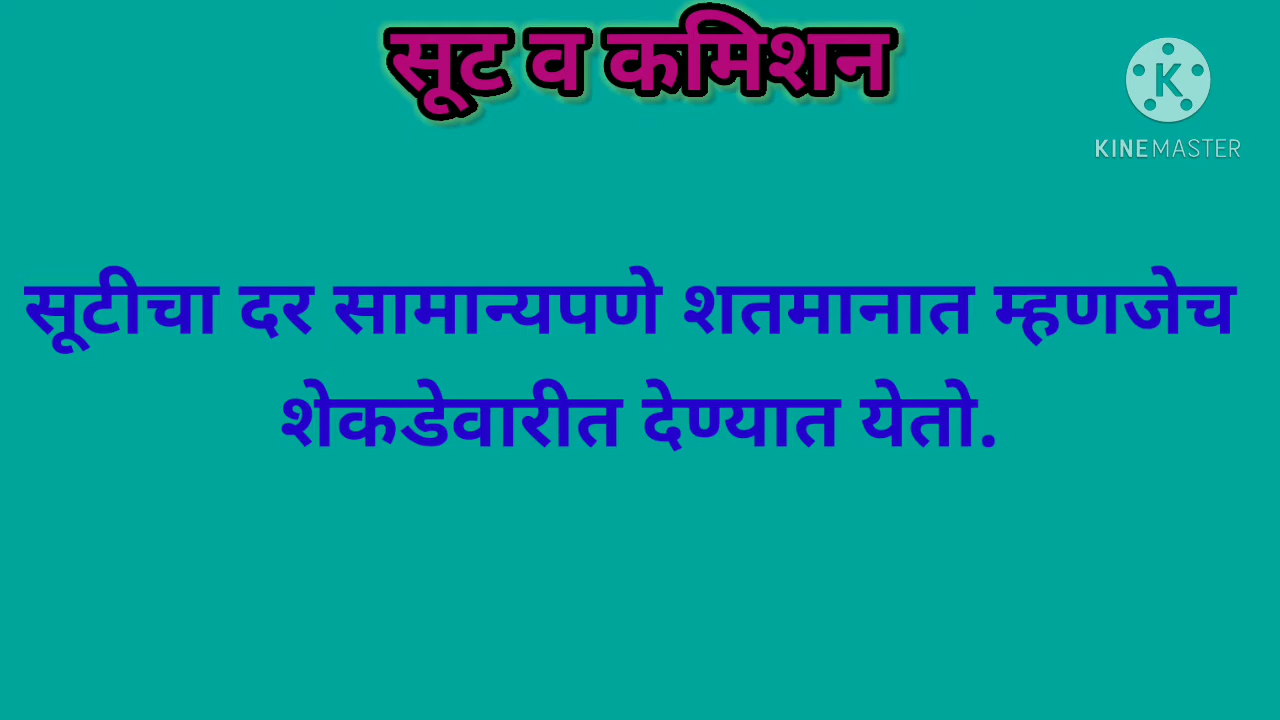 सूट व कमिशन
K
KINEMASTER
सूटीचा दर सामान्यपणे शतमानात म्हणजेच
शेकडेवारीत देण्यात येतो.